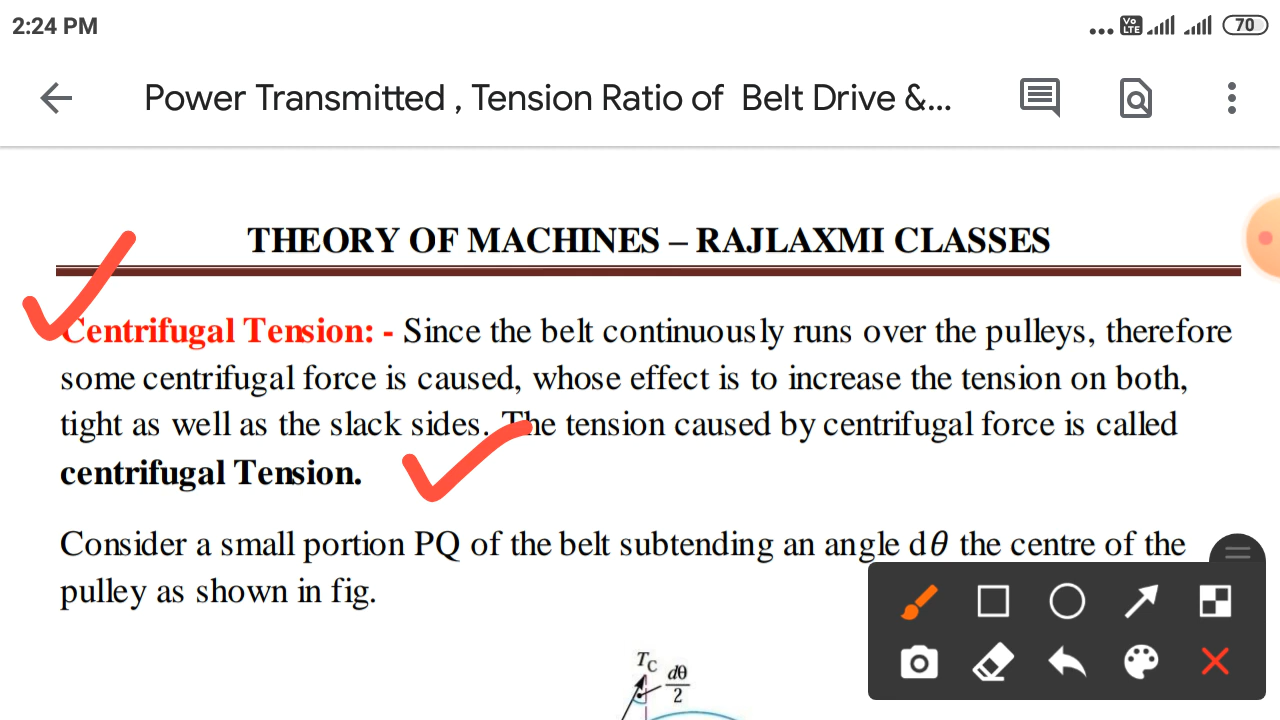 2:24 PM
Vo LTE 70
Power Transmitted , Tension Ratio of Belt Drive &...
THEORY OF MACHINES – RAJLAXMI CLASSES
Centrifugal Tension: - Since the belt continuously runs over the pulleys, therefore
some centrifugal force is caused, whose effect is to increase the tension on both,
tight as well as the slack sides. The tension caused by centrifugal force is called
centrifugal Tension.
Consider a small portion PQ of the belt subtending an angle dθ the centre of the
pulley as shown in fig.
TC
dθ
2